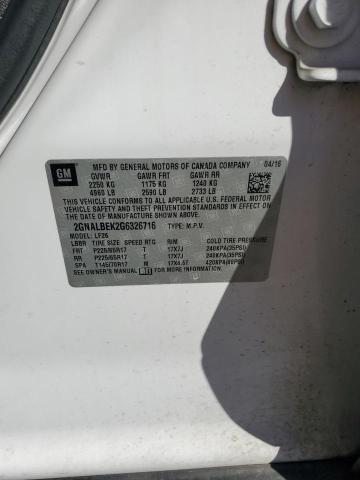 GM
MFD BY GENERAL MOTORS OF CANADA COMPANY 04/16
GVWR GAWR FRT GAWR RR
2250 KG 1175 KG 1240 KG
4960 LB 2590 LB 2733 LB
THIS VEHICLE CONFORMS TO ALL APPLICABLE U.S. FEDERAL
MOTOR VEHICLE SAFETY, BUMPER, AND THEFT
PREVENTION STANDARDS IN EFFECT ON THE DATE OF
MANUFACTURE SHOWN ABOVE.
2GNALBEK2G6326716 TYPE: M.P.V.
MODEL: LF26
TIRE SIZE SPEED RTG RIM COLD TIRE PRESSURE
FRT P225/65R17 T 17X7J 240KPA(35PSI)
RR P225/65R17 T 17X7J 240KPA(35PSI)
SPA T145/70R17 M 17X4.5T 420KPA(60PSI)
SEE OWNER'S MANUAL FOR MORE INFORMATION.